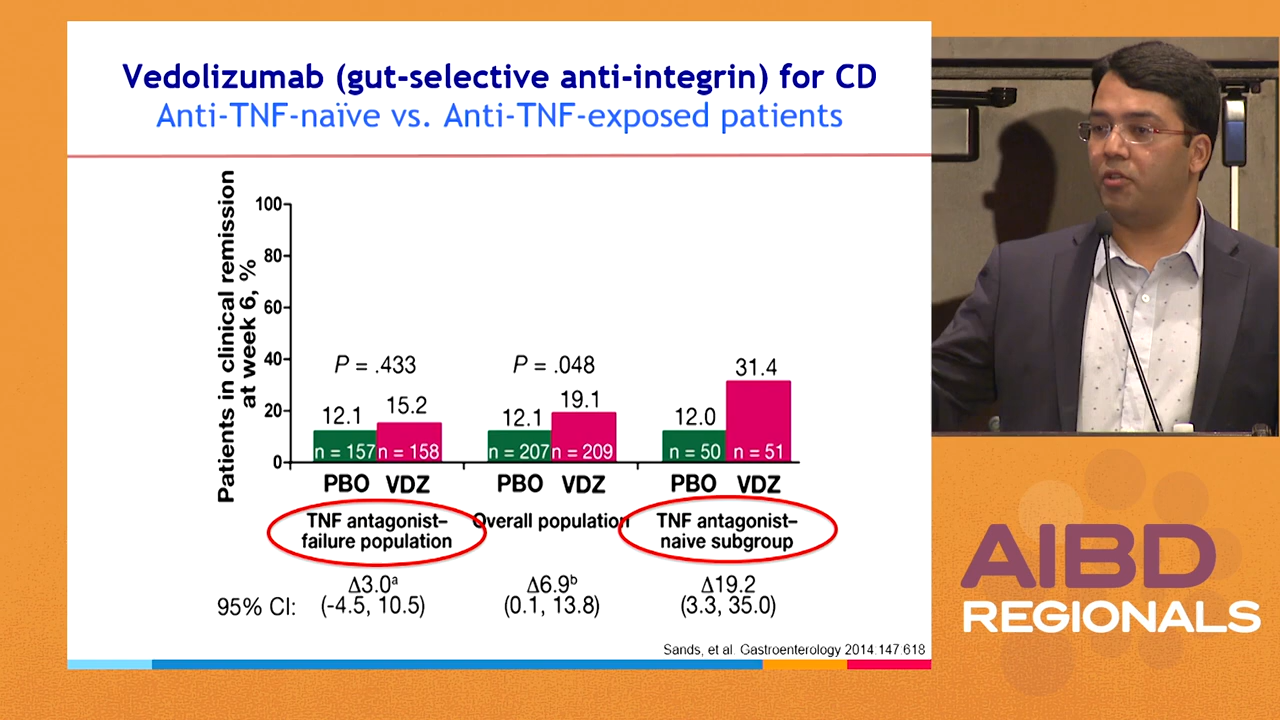 Vedolizumab (gut-selective anti-integrin) for CD
Anti-TNF-naïve vs. Anti-TNF-exposed patients
Patients in clinical remission
at week 6, %
100
80
60
40
20
0
P = .433
P = .048
12.1
15.2
12.1
19.1
12.0
31.4
n = 157
n = 158
n = 207
n = 209
n = 50
n = 51
PBO
VDZ
PBO
VDZ
PBO
VDZ
TNF antagonist–
failure population
Overall population
TNF antagonist–
naive subgroup
Δ3.0ᵃ
Δ6.9ᵇ
Δ19.2
95% CI:
(-4.5, 10.5)
(0.1, 13.8)
(3.3, 35.0)
Sands, et al. Gastroenterology 2014.147 618
AIBD
REGIONALS